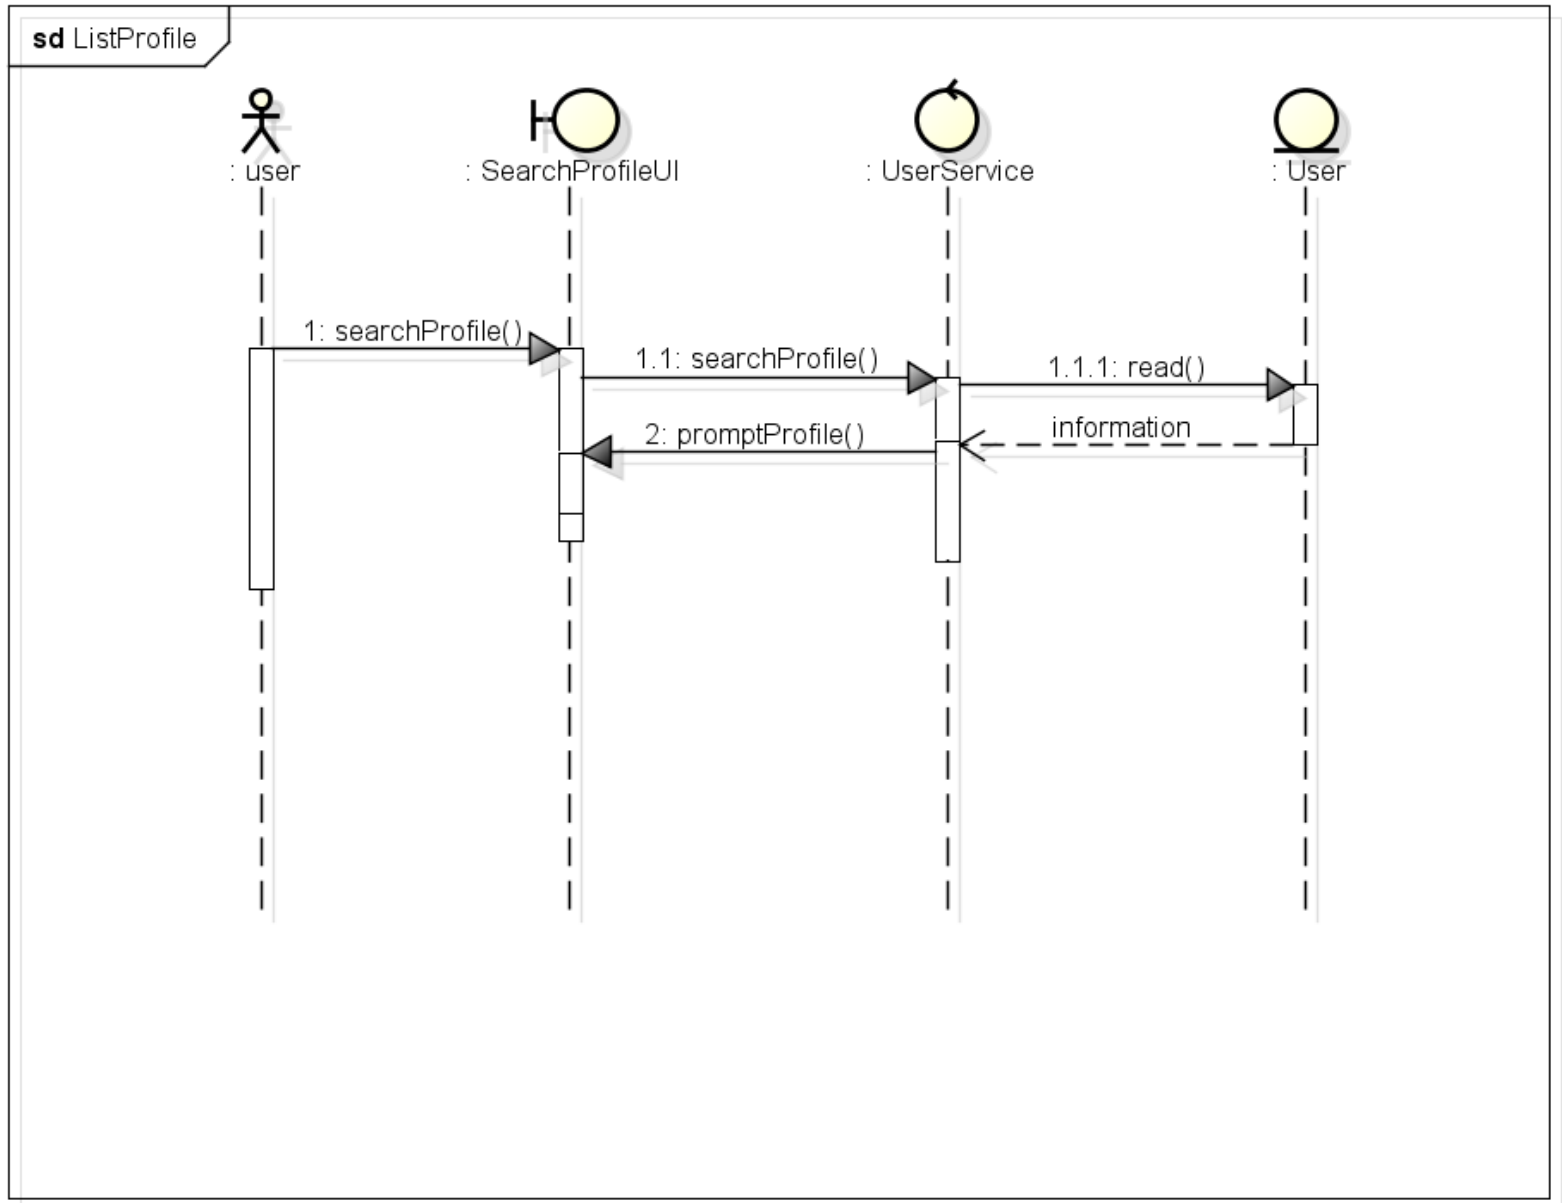 sd ListProfile
: user
: SearchProfileUI
: UserService
: User
1: searchProfile()
1.1: searchProfile()
1.1.1: read()
information
2: promptProfile()